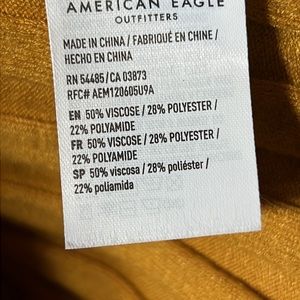 AMERICAN EAGLE
OUTFITTERS
MADE IN CHINA / FABRIQUÉ EN CHINE /
HECHO EN CHINA
RN 54485/CA 03873
RFC# AEM120605U9A
EN 50% VISCOSE / 28% POLYESTER /
22% POLYAMIDE
FR 50% VISCOSE / 28% POLYESTER /
22% POLYAMIDE
SP 50% viscosa / 28% poliéster /
22% poliamida